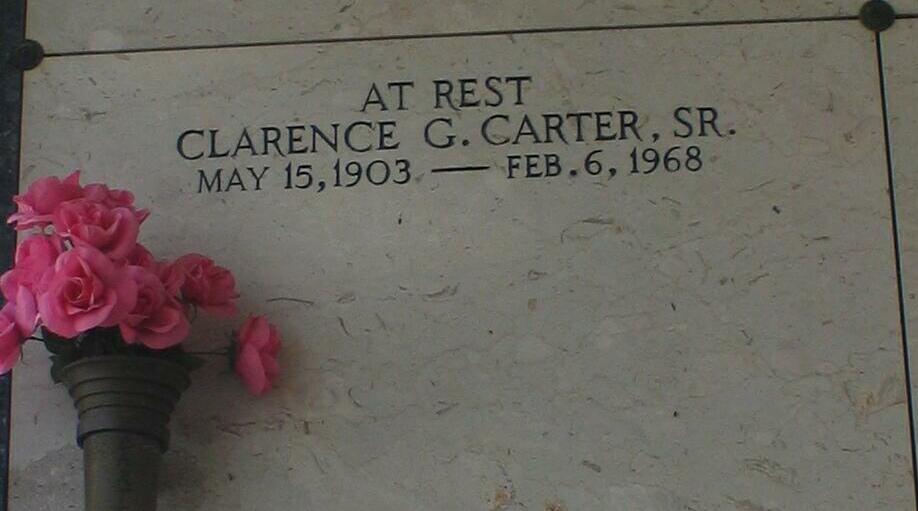 AT REST
CLARENCE G. CARTER, SR.
MAY 15, 1903 — FEB. 6, 1968